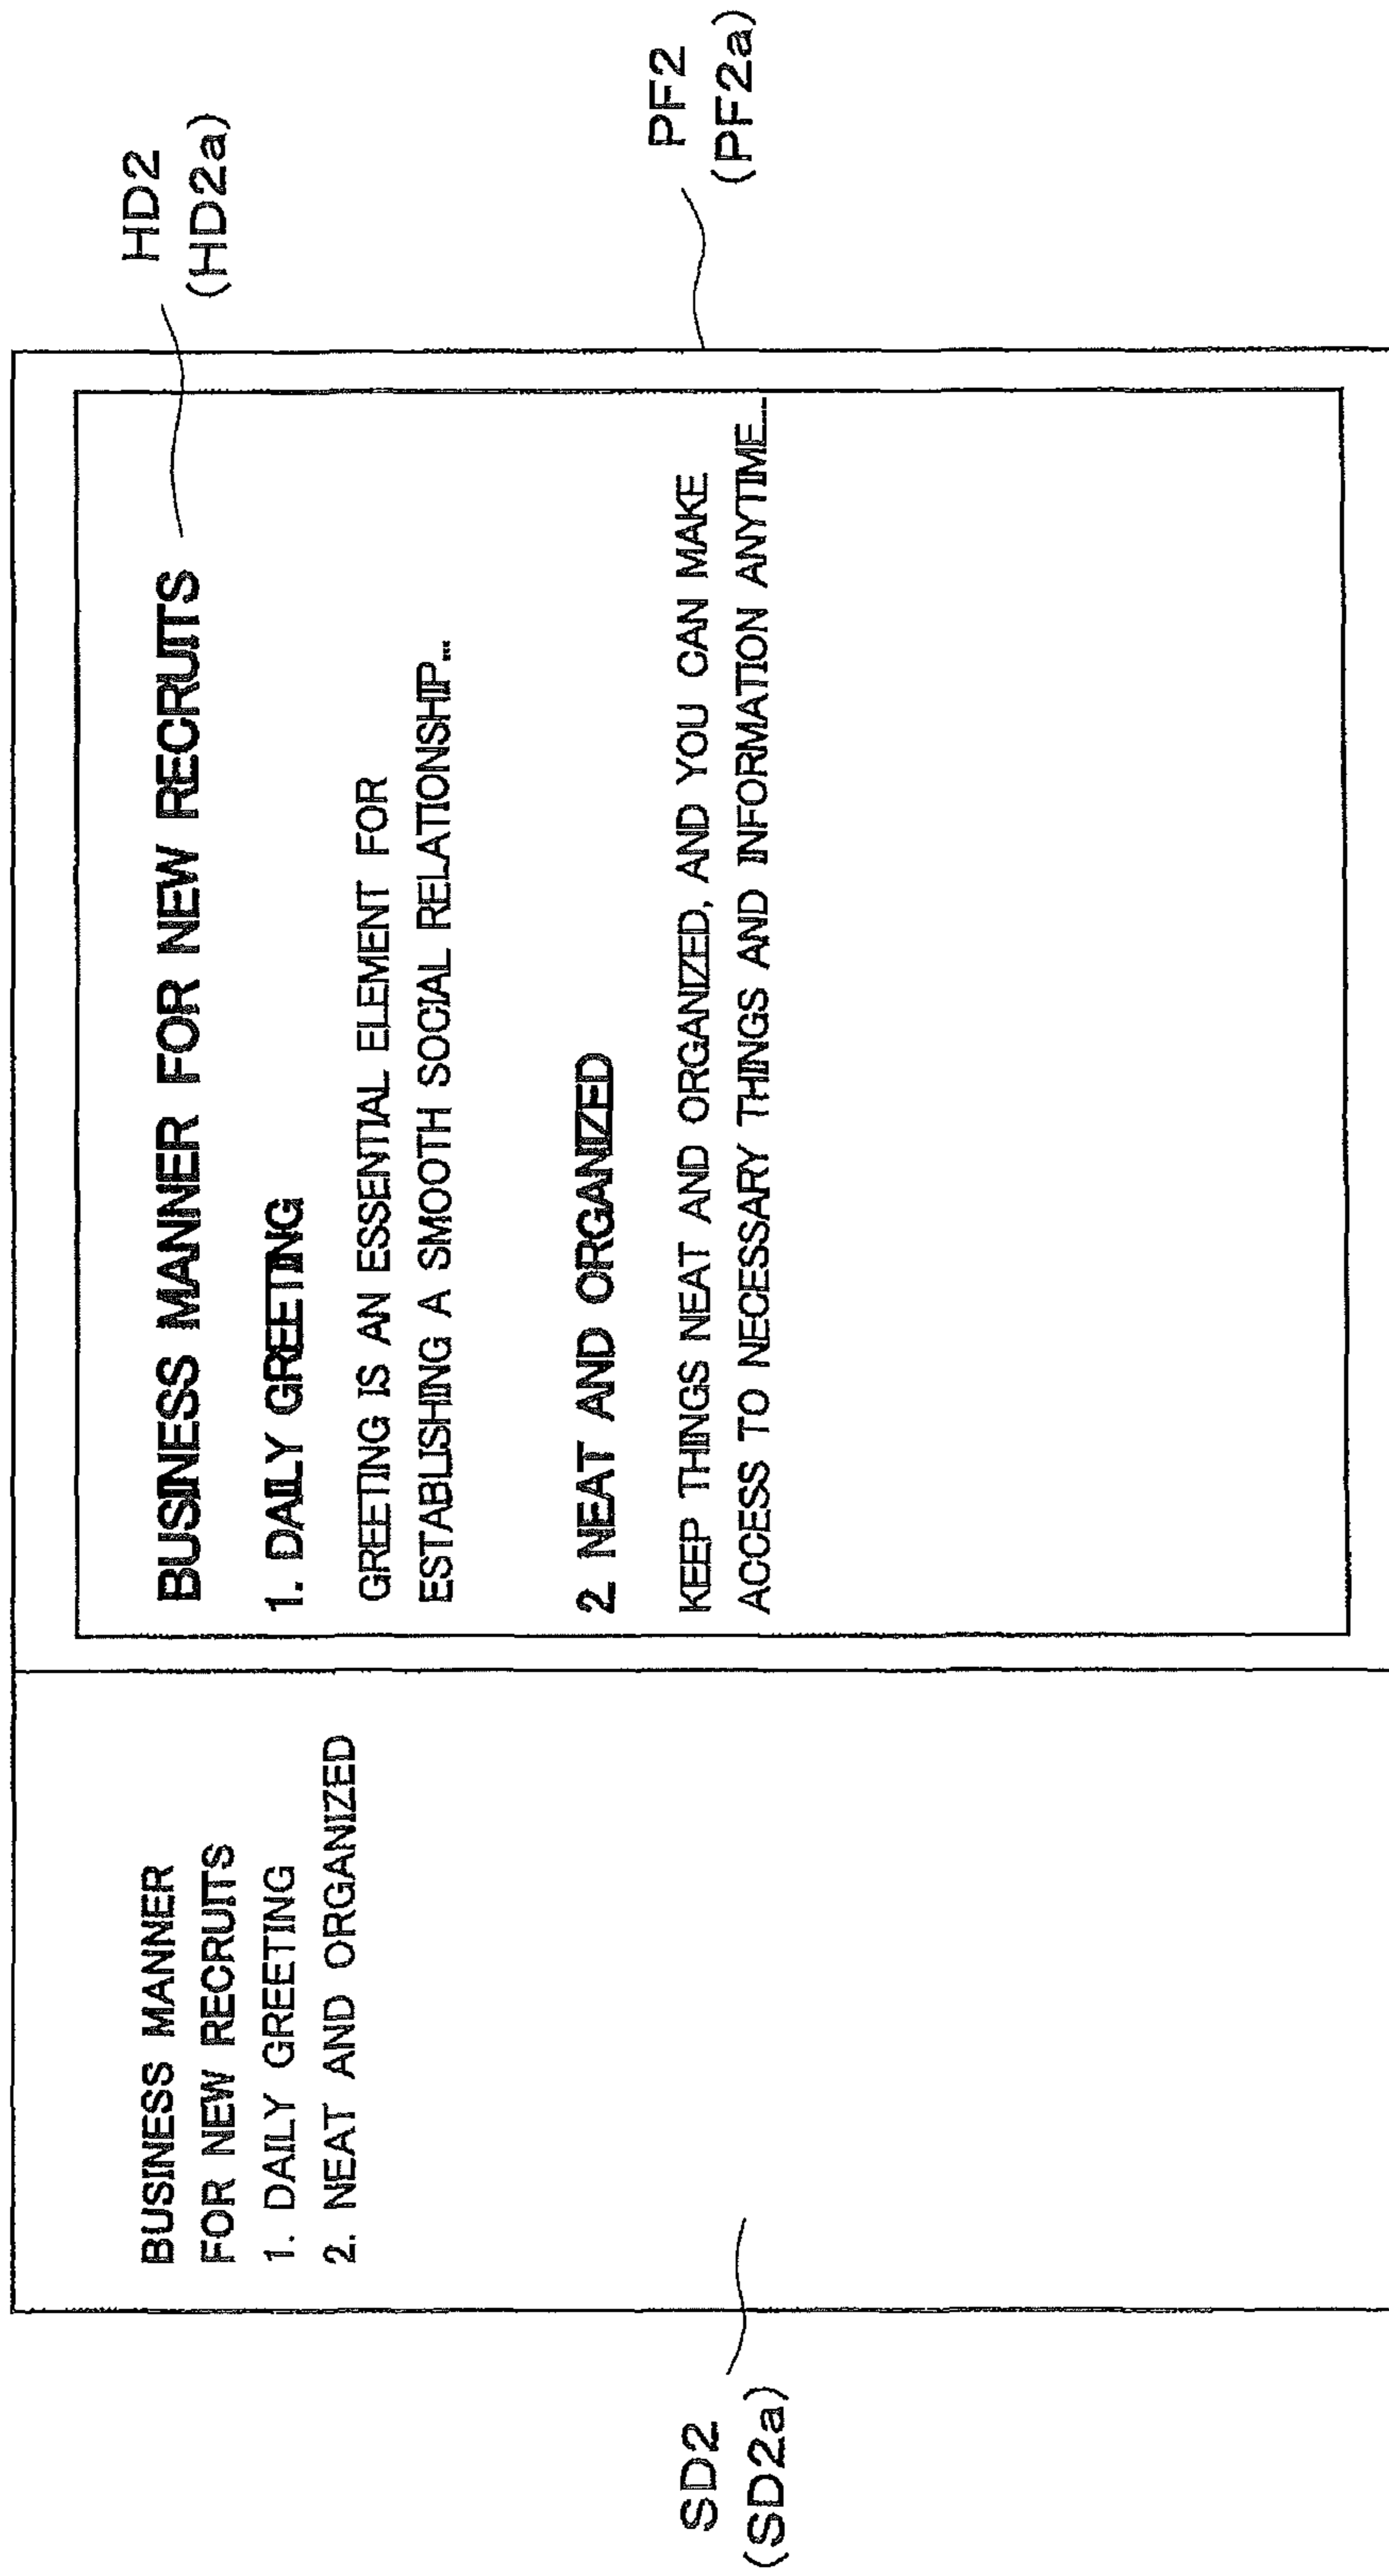 BUSINESS MANNER
FOR NEW RECRUITS
1. DAILY GREETING
2. NEAT AND ORGANIZED
BUSINESS MANNER FOR NEW RECRUITS
1. DAILY GREETING
GREETING IS AN ESSENTIAL ELEMENT FOR
ESTABLISHING A SMOOTH SOCIAL RELATIONSHIP...
2. NEAT AND ORGANIZED
KEEP THINGS NEAT AND ORGANIZED, AND YOU CAN MAKE
ACCESS TO NECESSARY THINGS AND INFORMATION ANYTIME...
HD2
(HD2a)
PF2
(PF2a)
SD2
(SD2a)